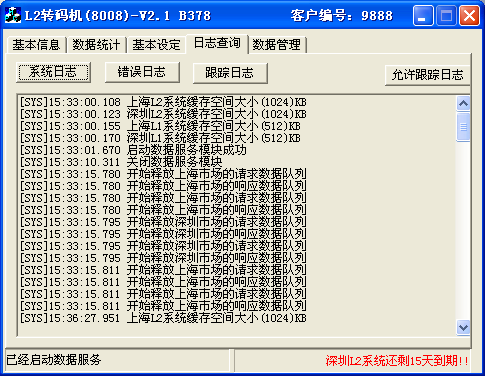 L2转码机(8008)-V2.1 B378 客户编号: 9888
基本信息 数据统计 基本设定 日志查询 数据管理
系统日志 错误日志 跟踪日志 允许跟踪日志
[SYS]15:33:00.108 上海L2系统缓存空间大小(1024)KB
[SYS]15:33:00.123 深圳L2系统缓存空间大小(1024)KB
[SYS]15:33:00.155 上海L1系统缓存空间大小(512)KB
[SYS]15:33:00.170 深圳L1系统缓存空间大小(512)KB
[SYS]15:33:01.670 启动数据服务模块成功
[SYS]15:33:10.311 关闭数据服务模块
[SYS]15:33:15.780 开始释放上海市场的请求数据队列
[SYS]15:33:15.780 开始释放上海市场的响应数据队列
[SYS]15:33:15.780 开始释放上海市场的请求数据队列
[SYS]15:33:15.780 开始释放上海市场的响应数据队列
[SYS]15:33:15.795 开始释放深圳市场的请求数据队列
[SYS]15:33:15.795 开始释放深圳市场的响应数据队列
[SYS]15:33:15.795 开始释放深圳市场的请求数据队列
[SYS]15:33:15.795 开始释放深圳市场的响应数据队列
[SYS]15:33:15.811 开始释放上海市场的请求数据队列
[SYS]15:33:15.811 开始释放上海市场的响应数据队列
[SYS]15:33:15.811 开始释放上海市场的请求数据队列
[SYS]15:33:15.811 开始释放上海市场的响应数据队列
[SYS]15:36:27.951 上海L2系统缓存空间大小(1024)KB
已经启动数据服务 深圳L2系统还剩15天到期!!